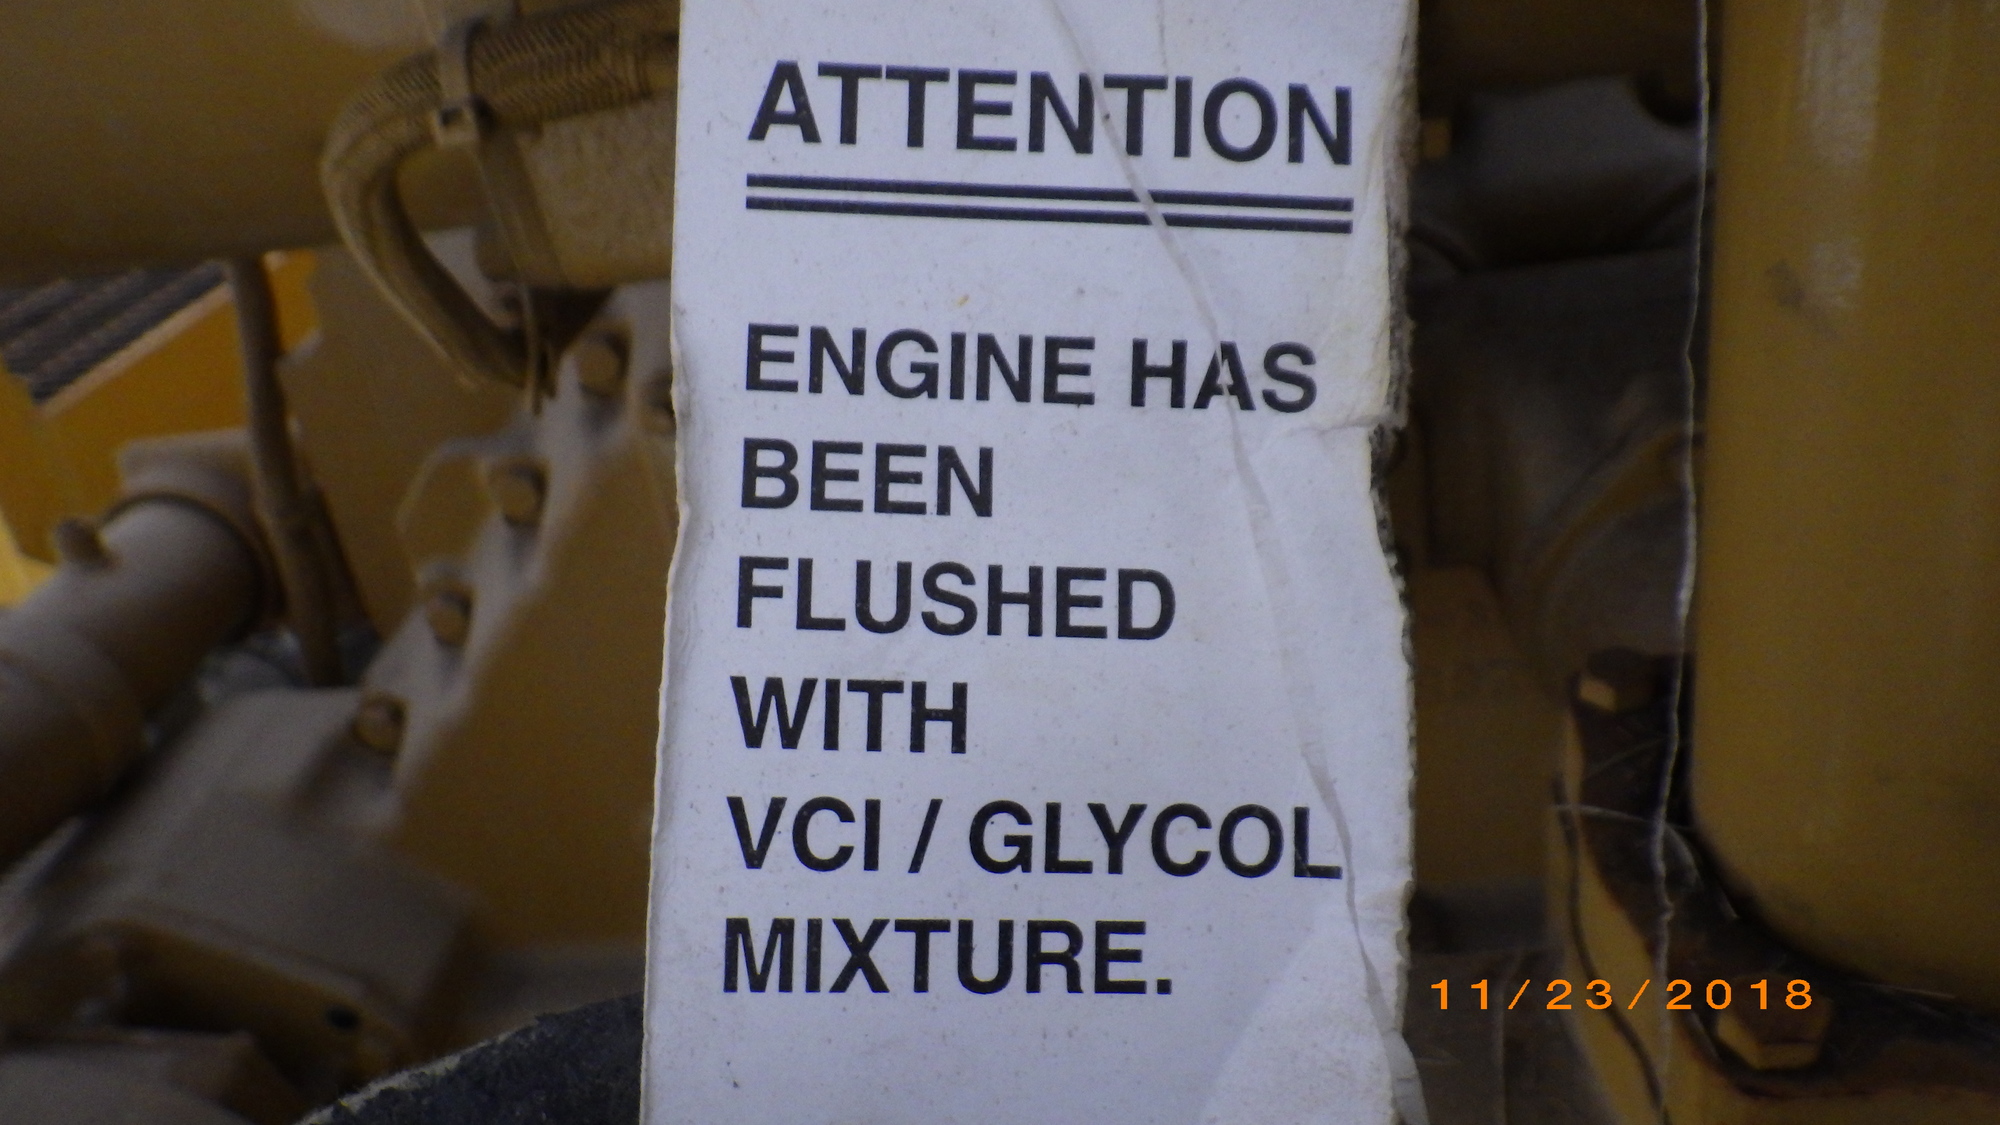 ATTENTION
ENGINE HAS
BEEN
FLUSHED
WITH
VCI / GLYCOL
MIXTURE.
11/23/2018